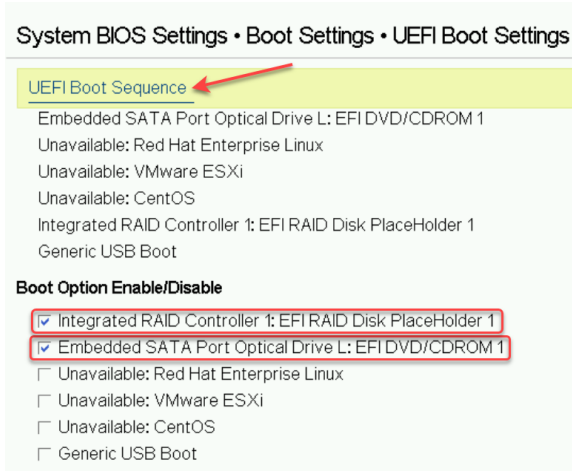 System BIOS Settings • Boot Settings • UEFI Boot Settings
UEFI Boot Sequence
Embedded SATA Port Optical Drive L: EFI DVD/CDROM 1
Unavailable: Red Hat Enterprise Linux
Unavailable: VMware ESXi
Unavailable: CentOS
Integrated RAID Controller 1: EFI RAID Disk PlaceHolder 1
Generic USB Boot
Boot Option Enable/Disable
Integrated RAID Controller 1: EFI RAID Disk PlaceHolder 1
Embedded SATA Port Optical Drive L: EFI DVD/CDROM 1
Unavailable: Red Hat Enterprise Linux
Unavailable: VMware ESXi
Unavailable: CentOS
Generic USB Boot